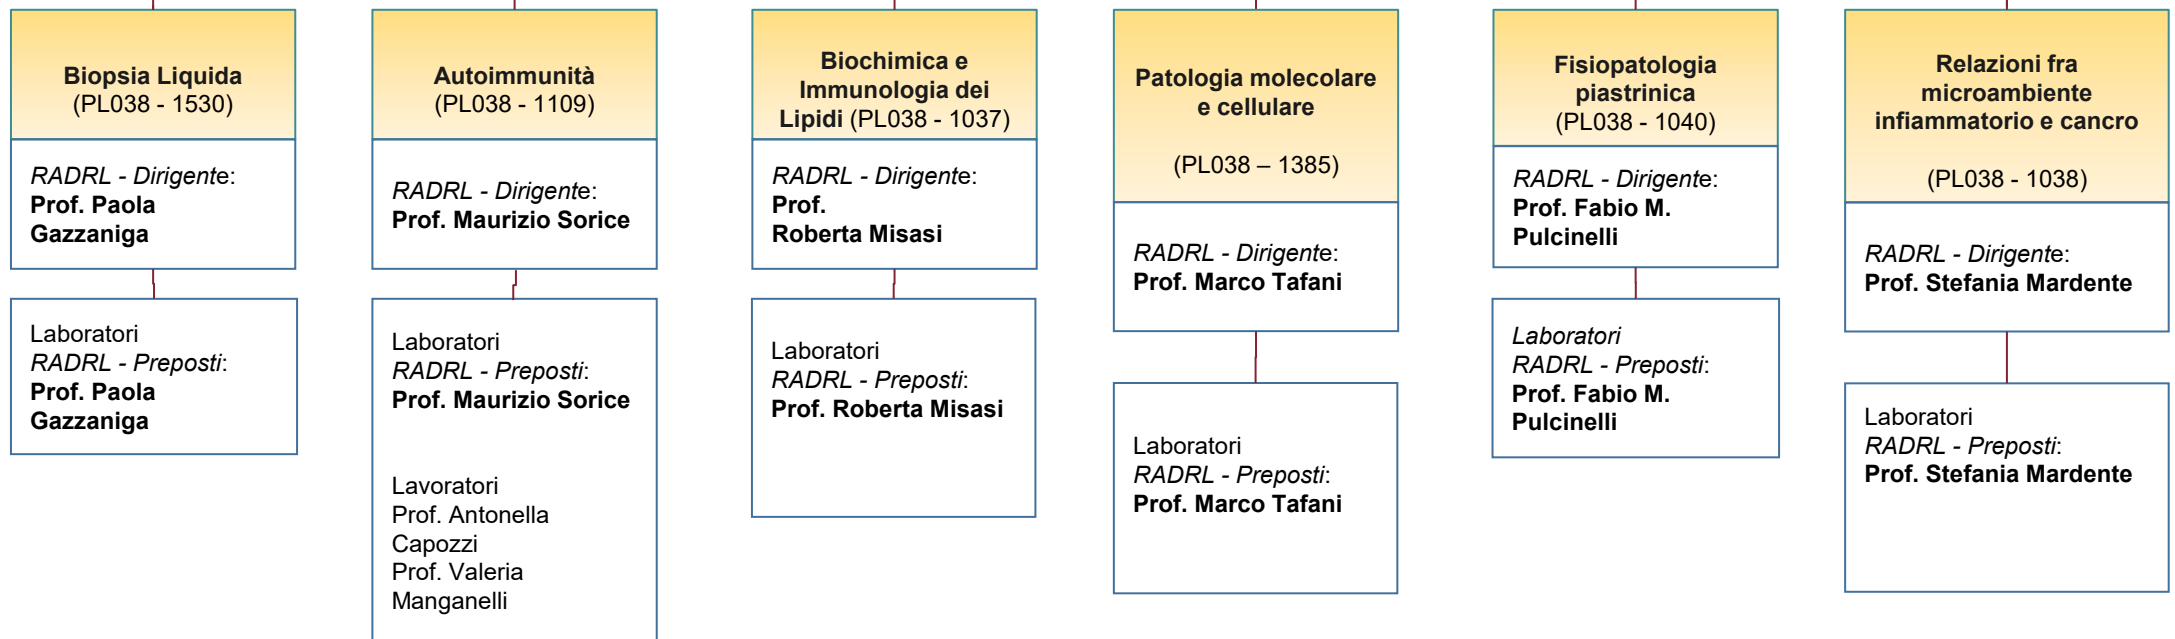 Biopsia Liquida
(PL038 - 1530)
RADRL - Dirigente:
Prof. Paola
Gazzaniga
Laboratori
RADRL - Preposti:
Prof. Paola
Gazzaniga
Autoimmunità
(PL038 - 1109)
RADRL - Dirigente:
Prof. Maurizio Sorice
Laboratori
RADRL - Preposti:
Prof. Maurizio Sorice
Lavoratori
Prof. Antonella
Capozzi
Prof. Valeria
Manganelli
Biochimica e
Immunologia dei
Lipidi (PL038 - 1037)
RADRL - Dirigente:
Prof.
Roberta Misasi
Laboratori
RADRL - Preposti:
Prof. Roberta Misasi
Patologia molecolare
e cellulare
(PL038 – 1385)
RADRL - Dirigente:
Prof. Marco Tafani
Laboratori
RADRL - Preposti:
Prof. Marco Tafani
Fisiopatologia
piastrinica
(PL038 - 1040)
RADRL - Dirigente:
Prof. Fabio M.
Pulcinelli
Laboratori
RADRL - Preposti:
Prof. Fabio M.
Pulcinelli
Relazioni fra
microambiente
infiammatorio e cancro
(PL038 - 1038)
RADRL - Dirigente:
Prof. Stefania Mardente
Laboratori
RADRL - Preposti:
Prof. Stefania Mardente